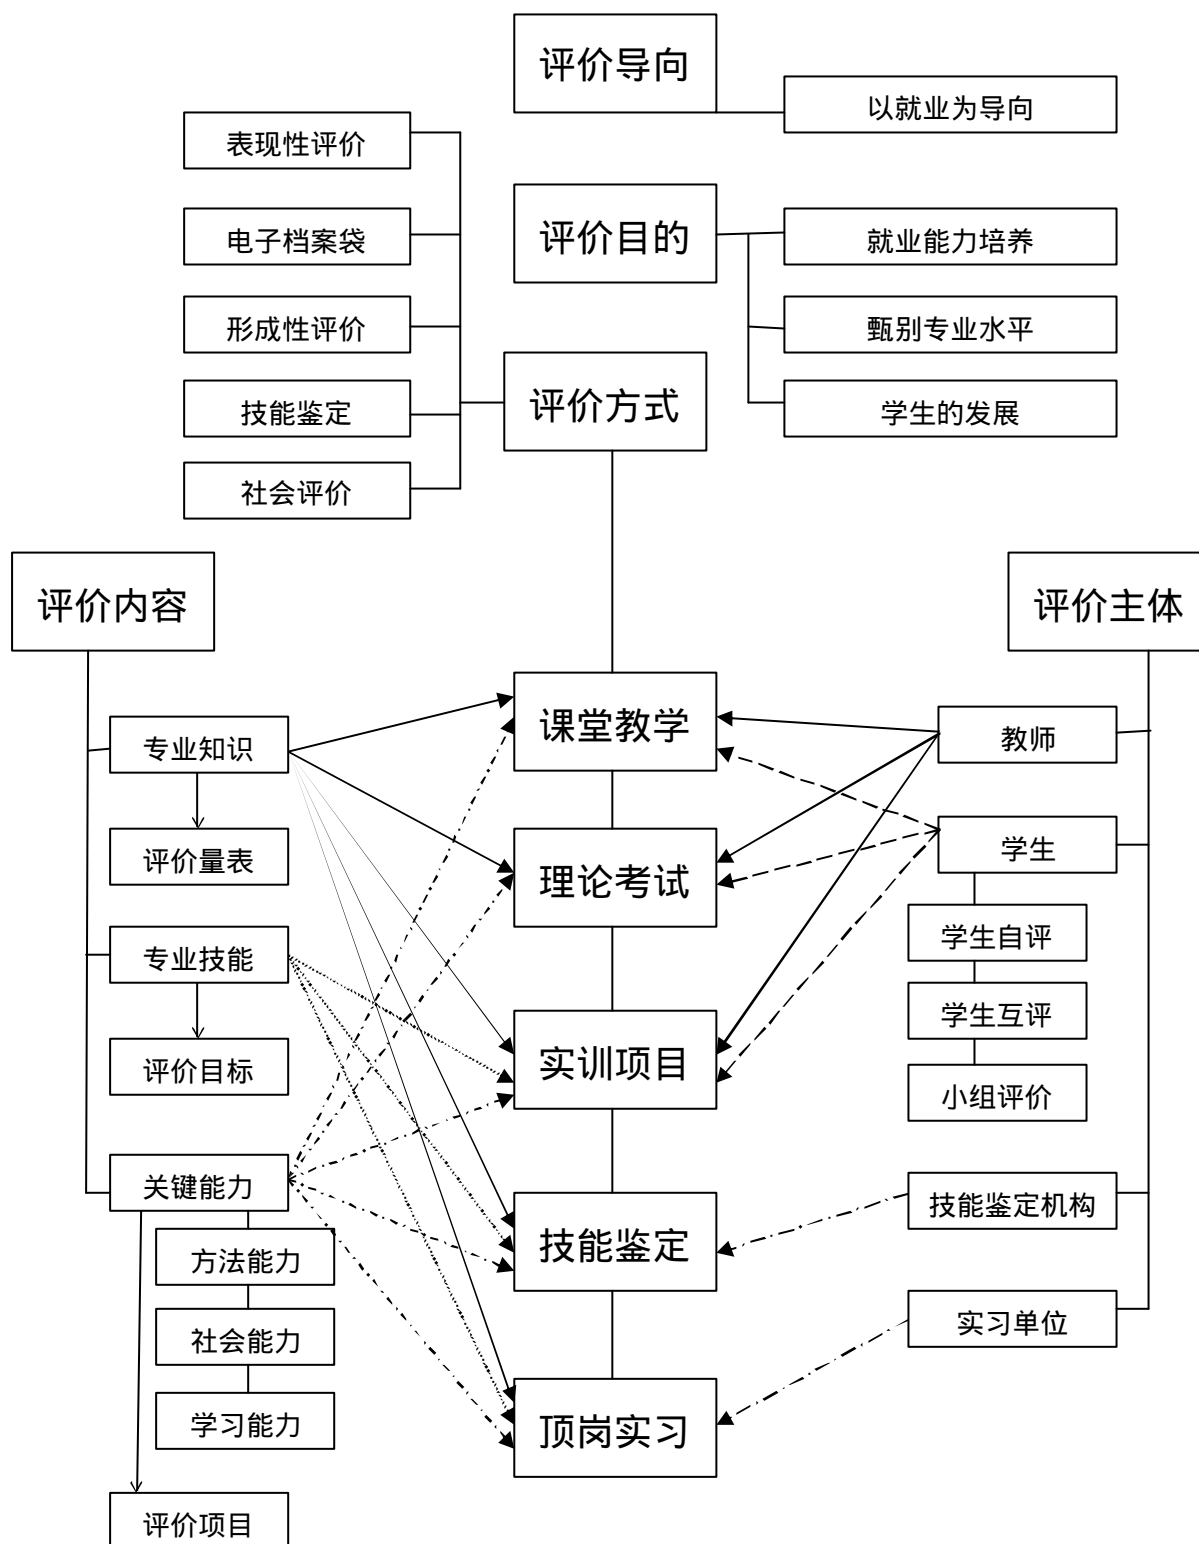 评价导向
以就业为导向
表现性评价
评价目的
电子档案袋
就业能力培养
形成性评价
甄别专业水平
评价方式
技能鉴定
学生的发展
社会评价
评价内容
评价主体
课堂教学
专业知识
教师
评价量表
理论考试
学生
专业技能
学生自评
学生互评
评价目标
实训项目
小组评价
关键能力
技能鉴定机构
方法能力
技能鉴定
社会能力
实习单位
学习能力
顶岗实习
评价项目